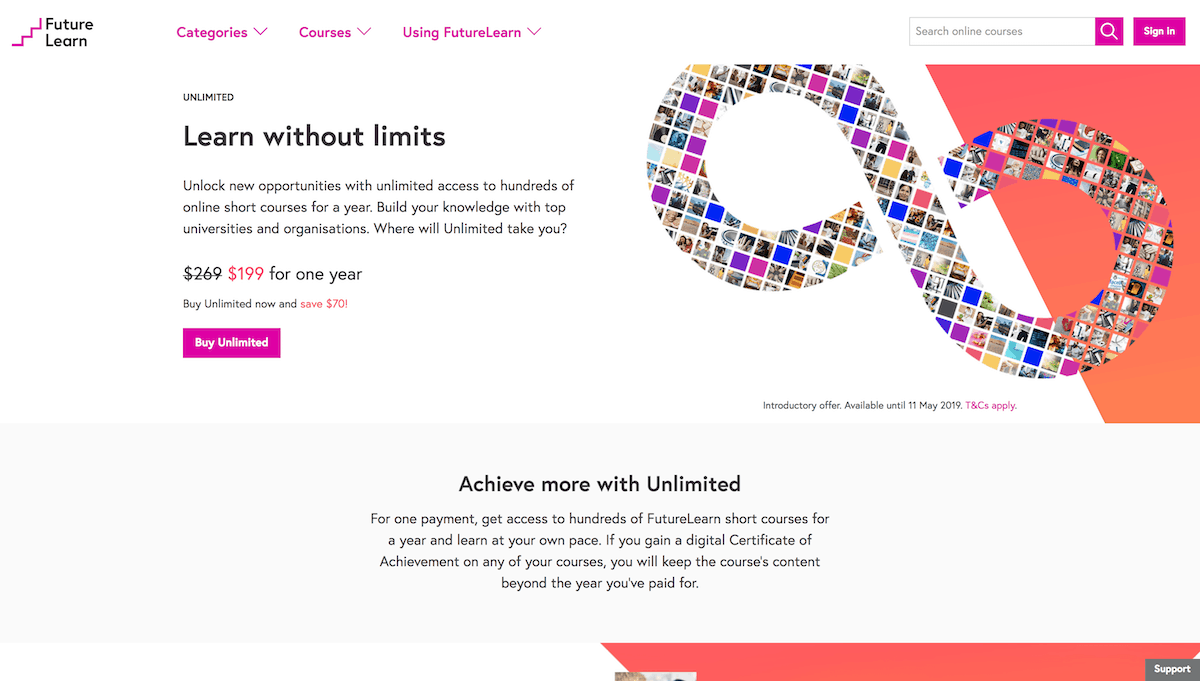 Future
Learn
Categories
Courses
Using FutureLearn
Search online courses
Sign in
UNLIMITED
Learn without limits
Unlock new opportunities with unlimited access to hundreds of
online short courses for a year. Build your knowledge with top
universities and organisations. Where will Unlimited take you?
$269 $199 for one year
Buy Unlimited now and save $70!
Buy Unlimited
Introductory offer. Available until 11 May 2019. T&Cs apply.
Achieve more with Unlimited
For one payment, get access to hundreds of FutureLearn short courses for
a year and learn at your own pace. If you gain a digital Certificate of
Achievement on any of your courses, you will keep the course's content
beyond the year you've paid for.
Support